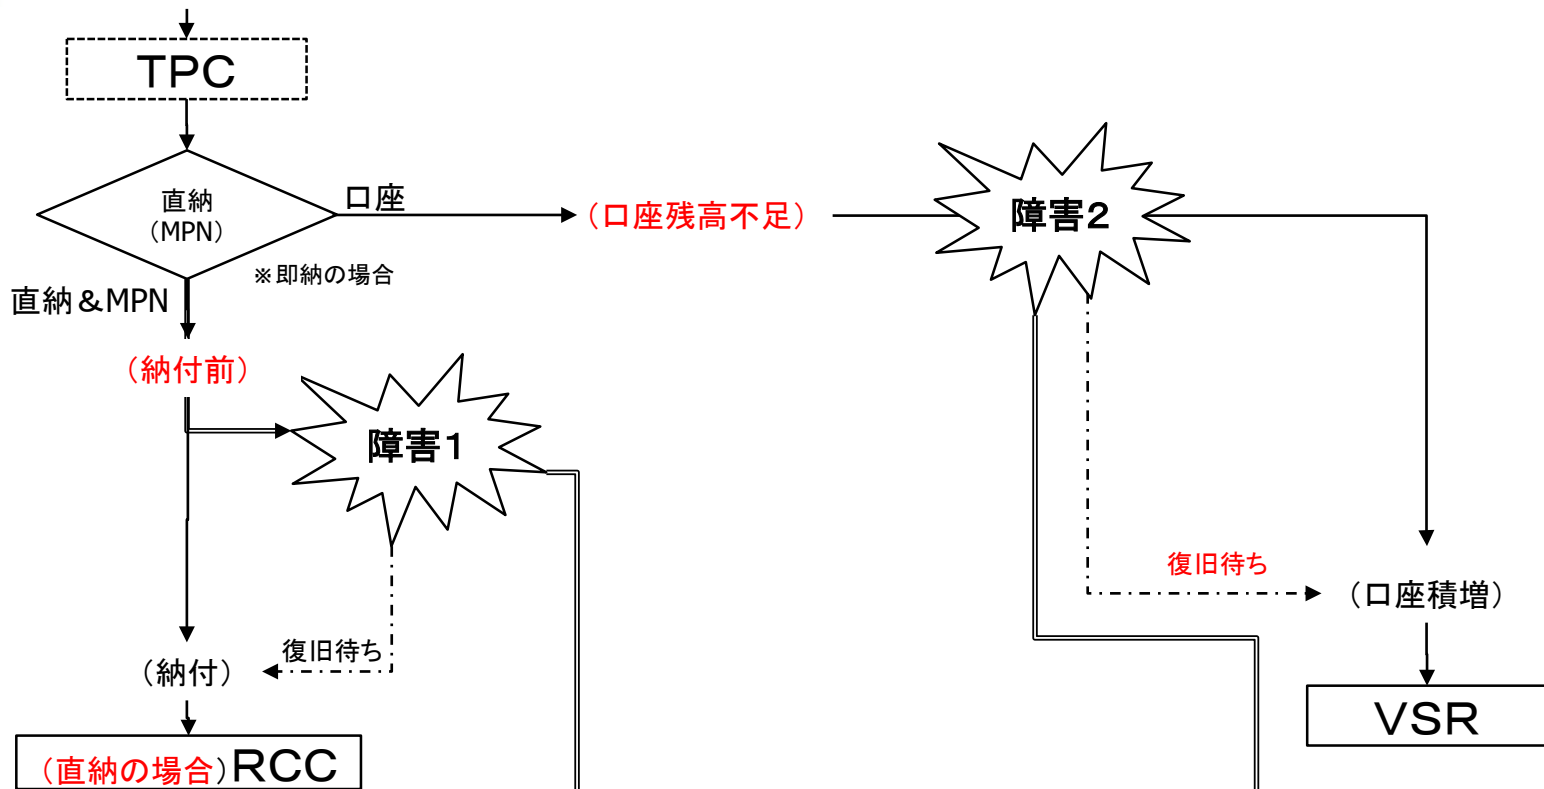 TPC
直納
(MPN)
口座
(口座残高不足)
障害2
※即納の場合
直納&MPN
(納付前)
障害1
復旧待ち
(口座積増)
復旧待ち
(納付)
VSR
(直納の場合)RCC